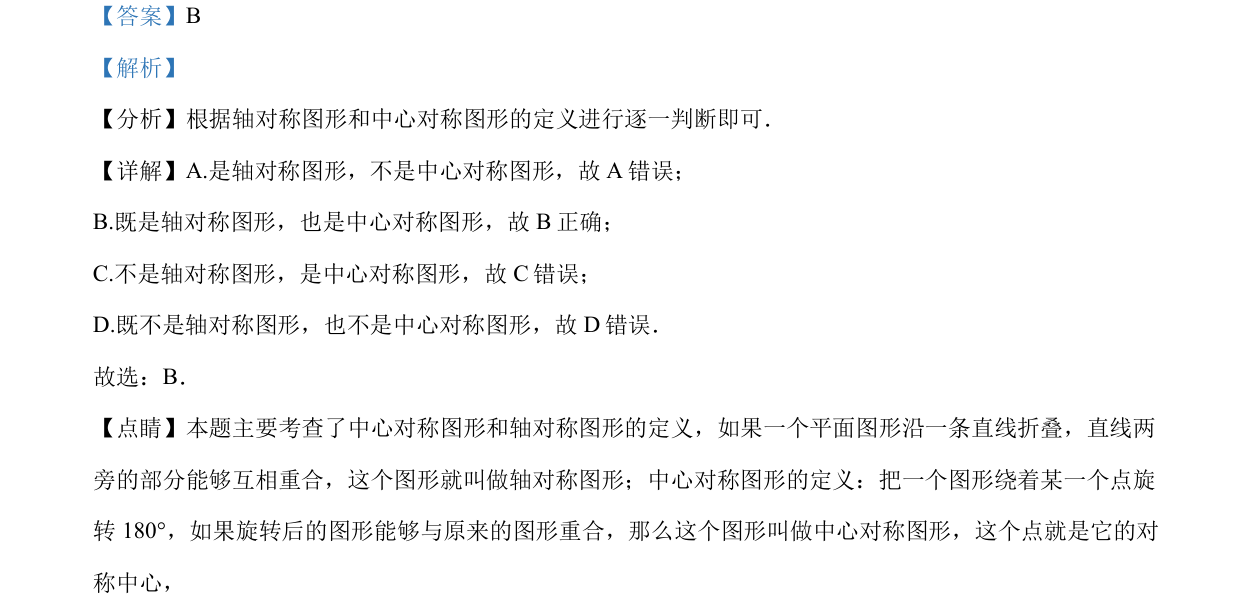 【答案】B
【解析】
【分析】根据轴对称图形和中心对称图形的定义进行逐一判断即可．
【详解】A.是轴对称图形，不是中心对称图形，故 A 错误；
B.既是轴对称图形，也是中心对称图形，故 B 正确；
C.不是轴对称图形，是中心对称图形，故 C 错误；
D.既不是轴对称图形，也不是中心对称图形，故 D 错误．
故选：B．
【点睛】本题主要考查了中心对称图形和轴对称图形的定义，如果一个平面图形沿一条直线折叠，直线两
旁的部分能够互相重合，这个图形就叫做轴对称图形；中心对称图形的定义：把一个图形绕着某一个点旋
转 180°，如果旋转后的图形能够与原来的图形重合，那么这个图形叫做中心对称图形，这个点就是它的对
称中心，